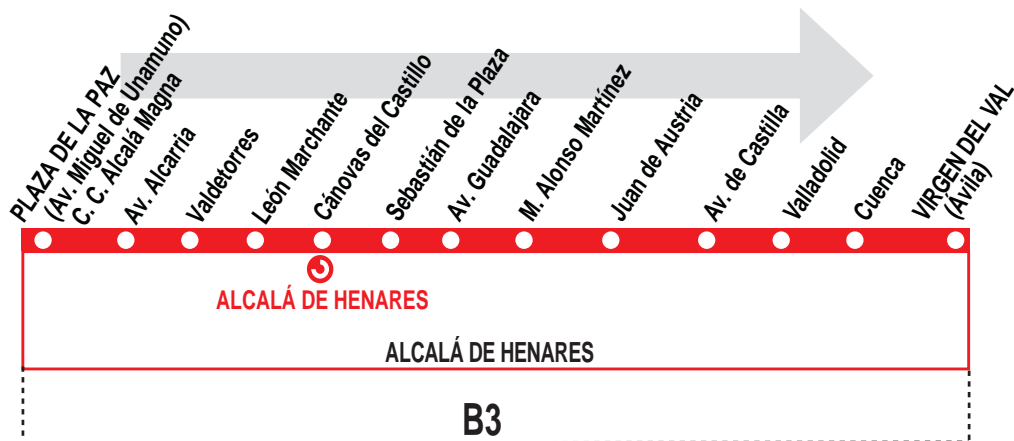 PLAZA DE LA PAZ
(Av. Miguel de Unamuno)
C. C. Alcalá Magna
Av. Alcarria
Valdetorres
León Marchante
Cánovas del Castillo
Sebastián de la Plaza
Av. Guadalajara
M. Alonso Martínez
Juan de Austria
Av. de Castilla
Valladolid
Cuenca
VIRGEN DEL VAL
(Ávila)
ALCALÁ DE HENARES
ALCALÁ DE HENARES
B3